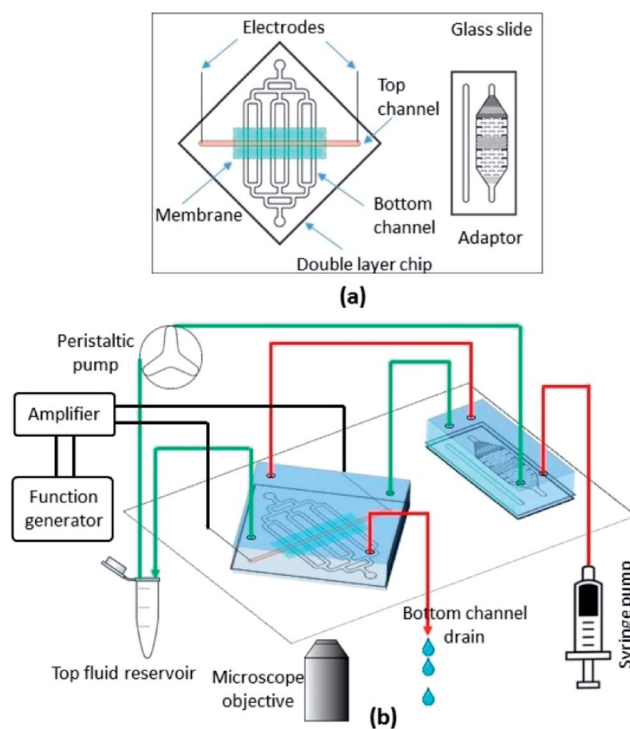 Electrodes
Glass slide
Top
channel
Membrane
Bottom
channel
Adaptor
Double layer chip
(a)
Peristaltic
pump
Amplifier
Function
generator
Top fluid reservoir
Microscope
objective
Bottom channel
drain
Syringe pump
(b)